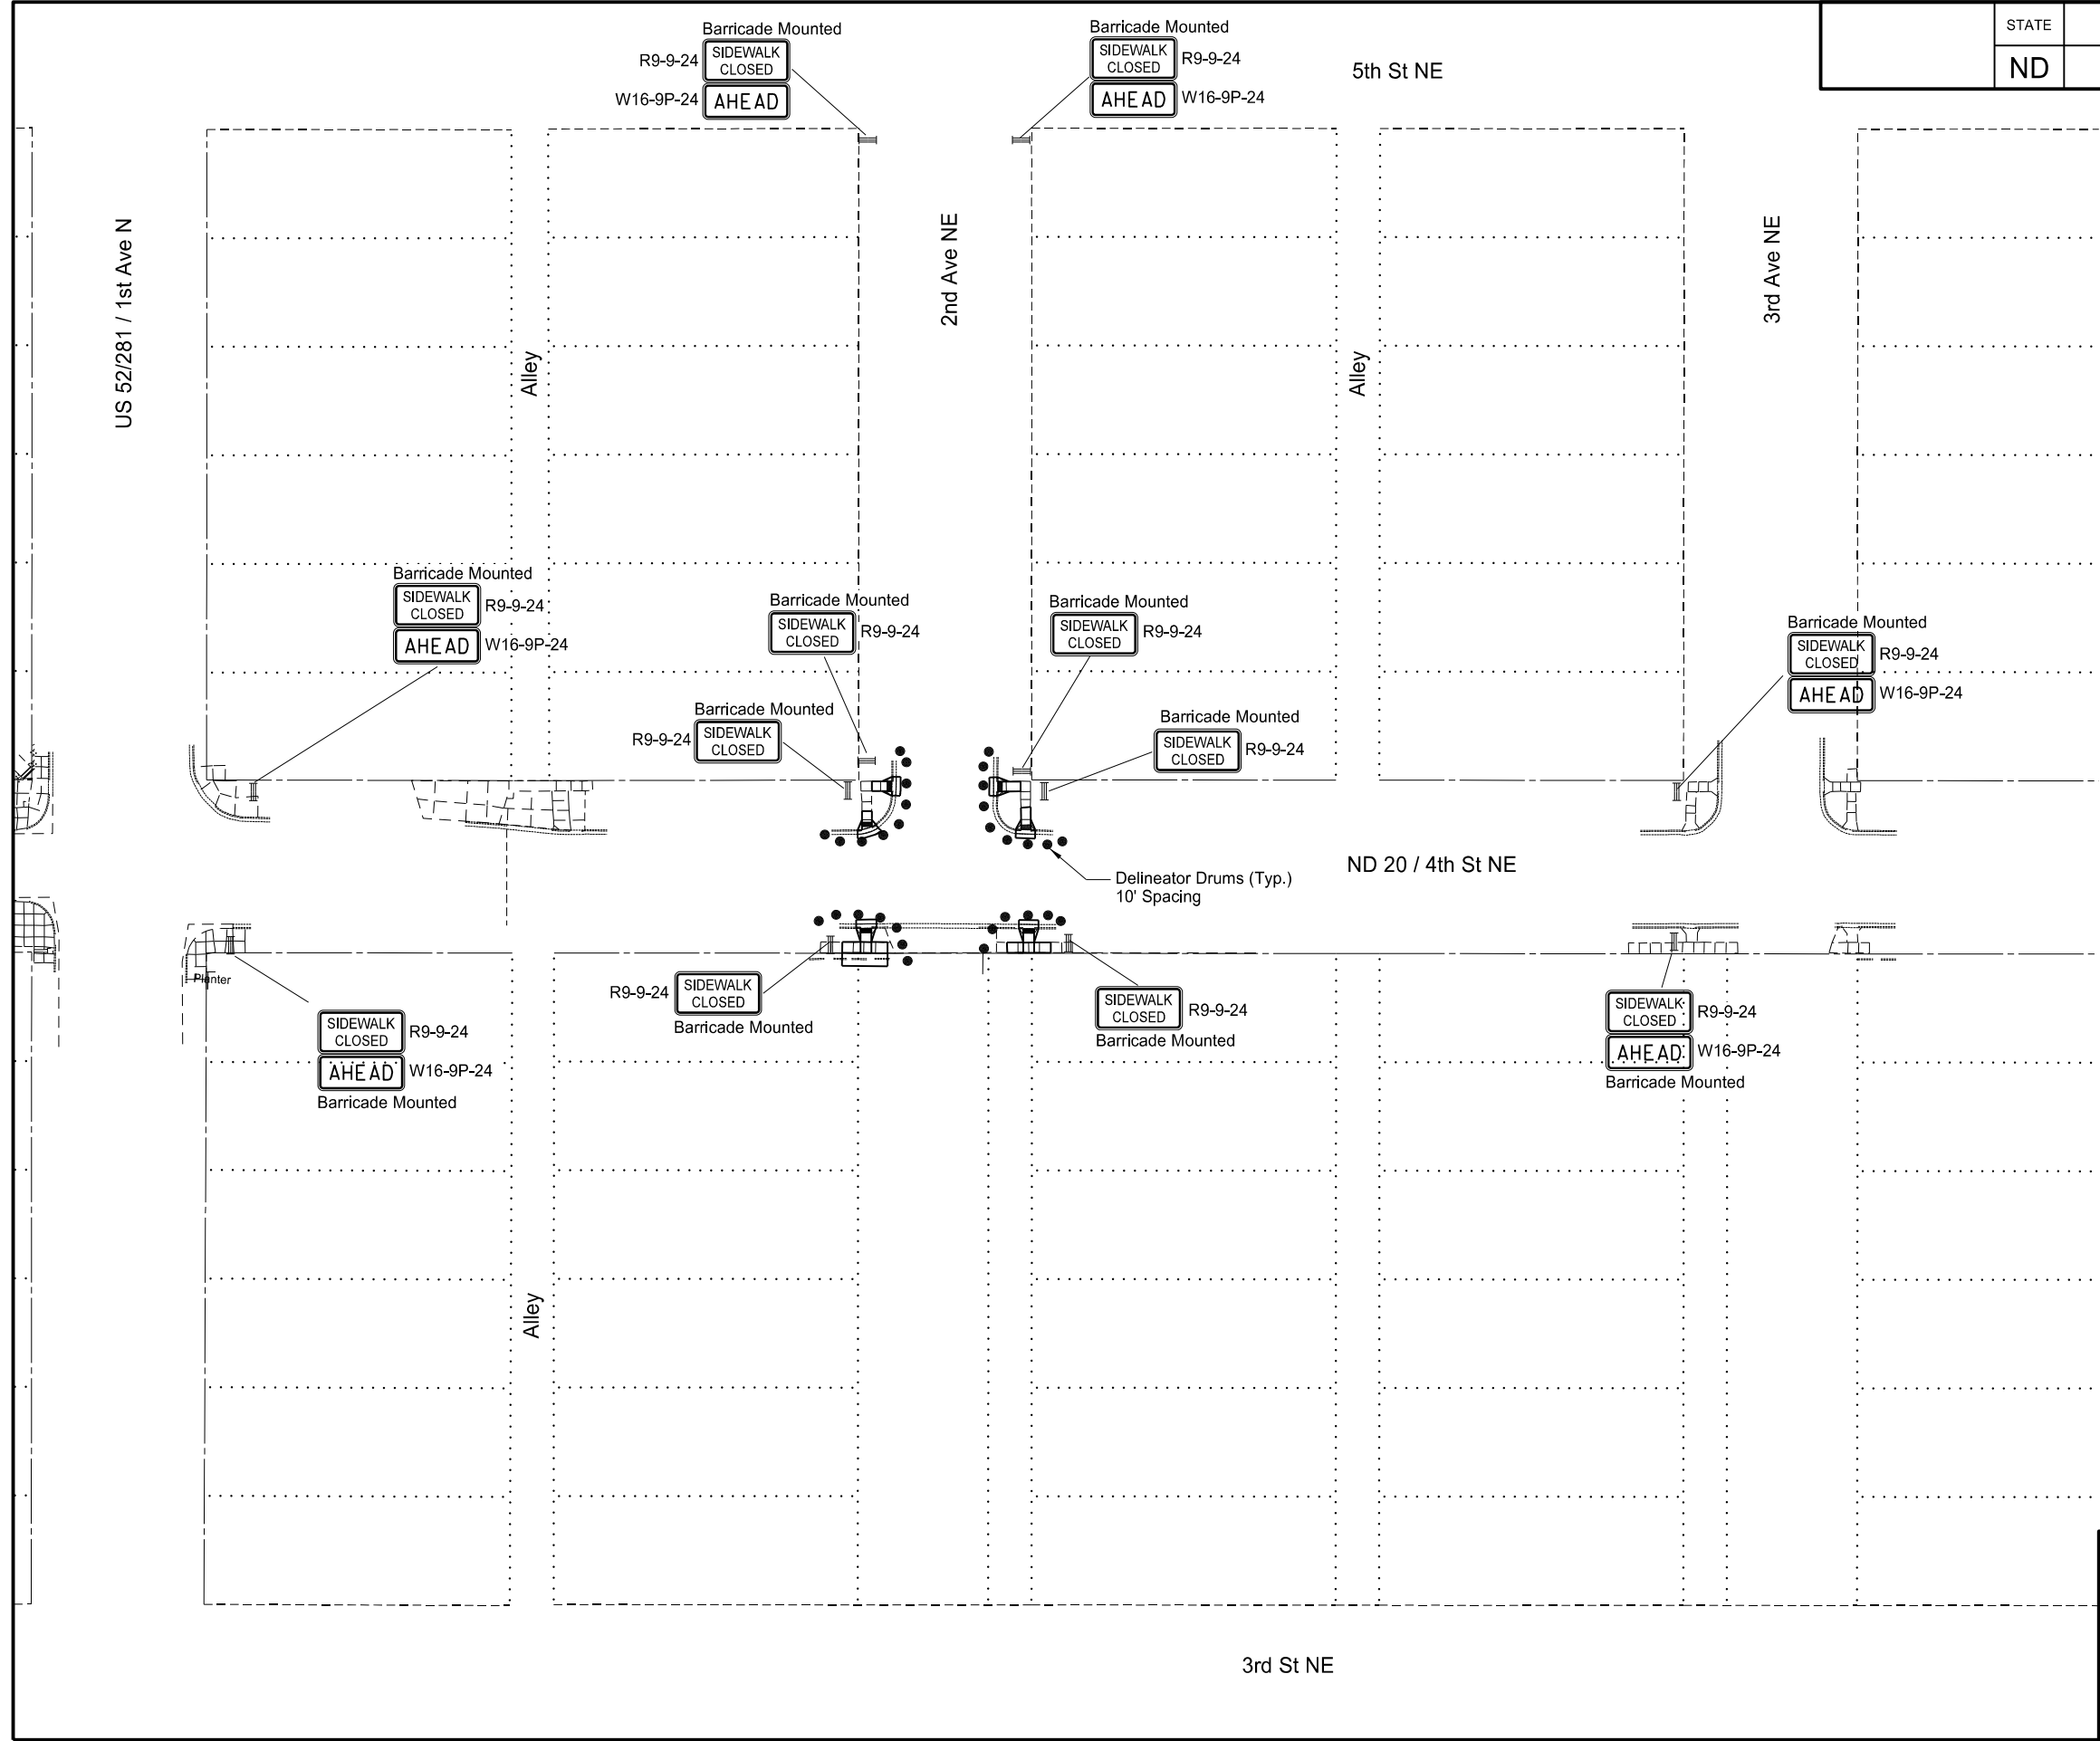 Barricade Mounted
SIDEWALK
CLOSED
R9-9-24
AHEAD
W16-9P-24
Barricade Mounted
SIDEWALK
CLOSED
R9-9-24
AHEAD
W16-9P-24
5th St NE
STATE
ND
US 52/281 / 1st Ave N
Alley
2nd Ave NE
Alley
3rd Ave NE
Barricade Mounted
SIDEWALK
CLOSED
R9-9-24
AHEAD
W16-9P-24
Barricade Mounted
SIDEWALK
CLOSED
R9-9-24
Barricade Mounted
SIDEWALK
CLOSED
R9-9-24
Barricade Mounted
SIDEWALK
CLOSED
R9-9-24
AHEAD
W16-9P-24
Barricade Mounted
R9-9-24
SIDEWALK
CLOSED
Barricade Mounted
SIDEWALK
CLOSED
R9-9-24
ND 20 / 4th St NE
Delineator Drums (Typ.)
10' Spacing
Planter
SIDEWALK
CLOSED
R9-9-24
AHEAD
W16-9P-24
Barricade Mounted
R9-9-24
SIDEWALK
CLOSED
Barricade Mounted
SIDEWALK
CLOSED
R9-9-24
Barricade Mounted
SIDEWALK
CLOSED
R9-9-24
AHEAD
W16-9P-24
Barricade Mounted
Alley
3rd St NE